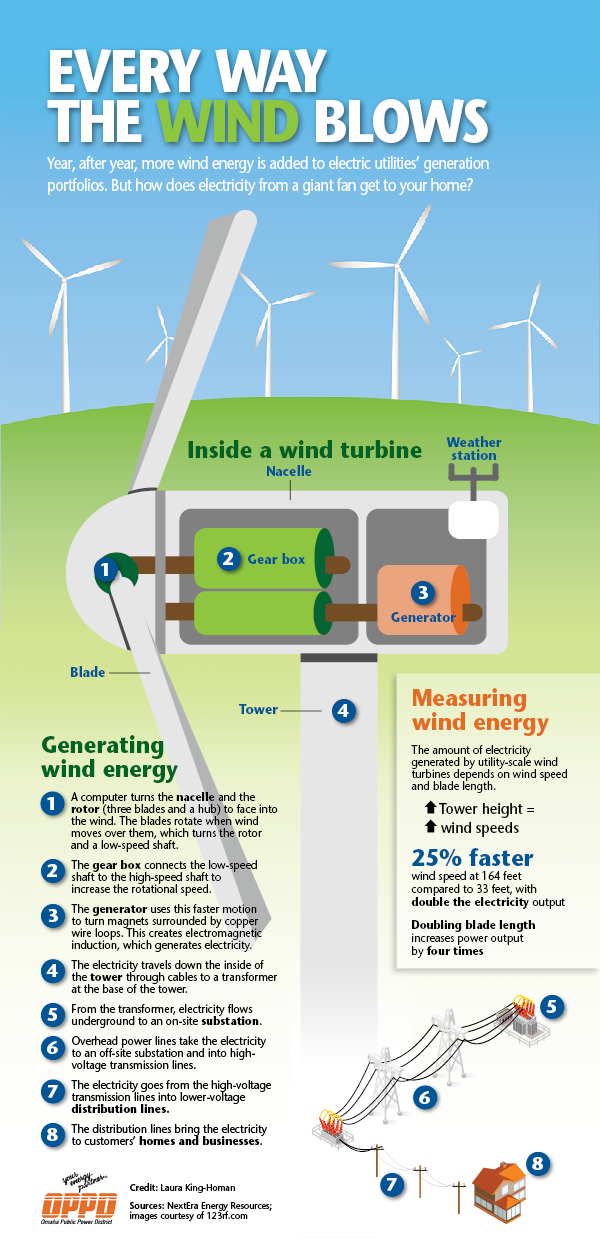 EVERY WAY
THE WIND BLOWS
Year, after year, more wind energy is added to electric utilities' generation
portfolios. But how does electricity from a giant fan get to your home?
Inside a wind turbine
Nacelle
Weather
station
1
2 Gear box
3
Generator
Blade
Tower
4
Generating
wind energy
1 A computer turns the nacelle and the
rotor (three blades and a hub) to face into
the wind. The blades rotate when wind
moves over them, which turns the rotor
and a low-speed shaft.
2 The gear box connects the low-speed
shaft to the high-speed shaft to
increase the rotational speed.
3 The generator uses this faster motion
to turn magnets surrounded by copper
wire loops. This creates electromagnetic
induction, which generates electricity.
4 The electricity travels down the inside of
the tower through cables to a transformer
at the base of the tower.
5 From the transformer, electricity flows
underground to an on-site substation.
6 Overhead power lines take the electricity
to an off-site substation and into high-
voltage transmission lines.
7 The electricity goes from the high-voltage
transmission lines into lower-voltage
distribution lines.
8 The distribution lines bring the electricity
to customers' homes and businesses.
Measuring
wind energy
The amount of electricity
generated by utility-scale wind
turbines depends on wind speed
and blade length.
⬆Tower height =
⬆ wind speeds
25% faster
wind speed at 164 feet
compared to 33 feet, with
double the electricity output
Doubling blade length
increases power output
by four times
5
6
7
8
your
energy
partner
OPPD
Omaha Public Power District
Credit: Laura King-Homan
Sources: NextEra Energy Resources;
images courtesy of 123rf.com